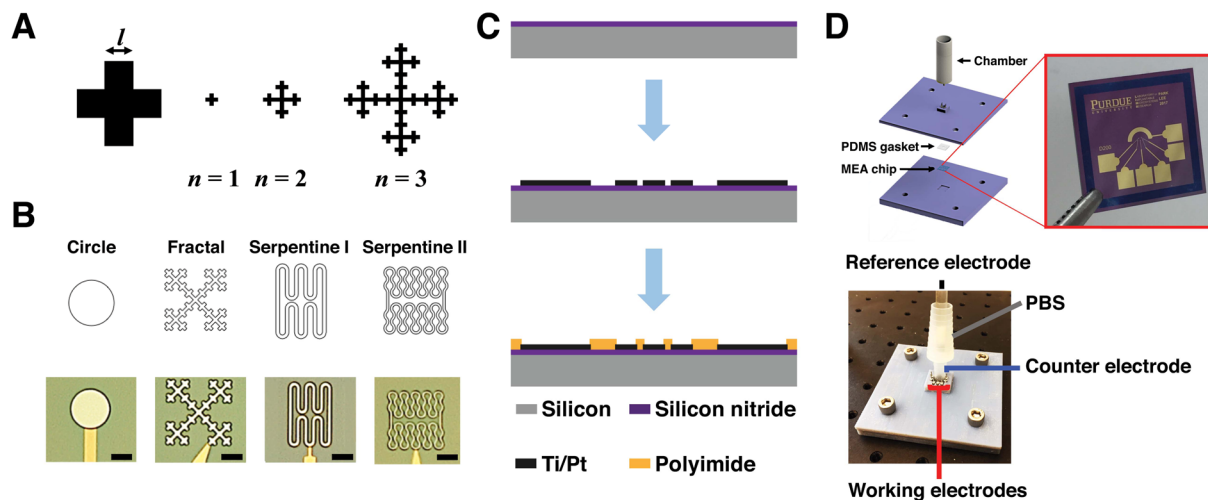 A
l
n = 1
n = 2
n = 3
B
Circle
Fractal
Serpentine I
Serpentine II
C
Silicon
Silicon nitride
Ti/Pt
Polyimide
D
Chamber
PDMS gasket
MEA chip
PURDUE
UNIVERSITY
Reference electrode
PBS
Counter electrode
Working electrodes